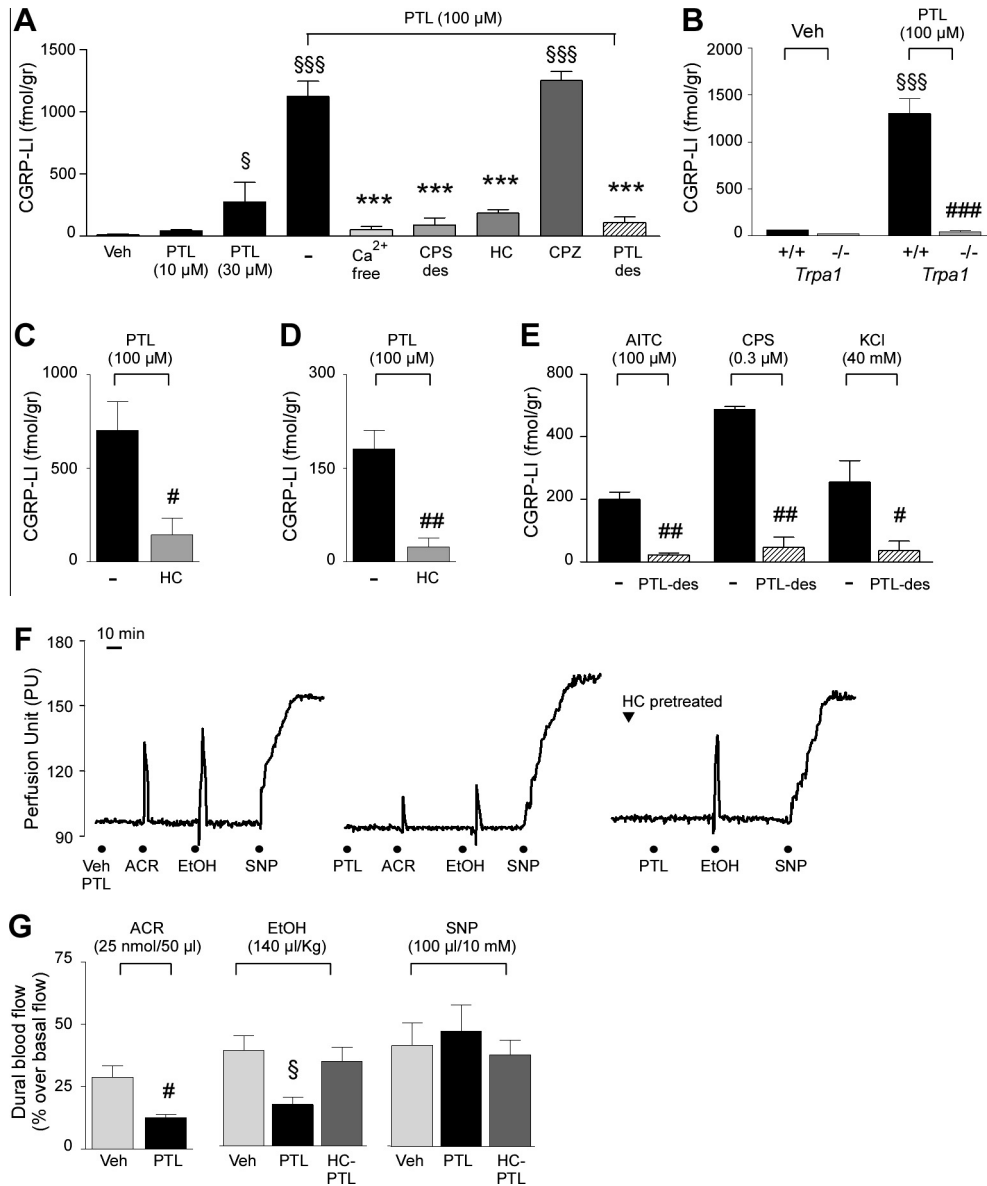 A
PTL (100 µM)
CGRP-LI (fmol/gr)
1500
1000
500
0
§
§§§
***
***
***
§§§
***
Veh
PTL
(10 µM)
PTL
(30 µM)
-
Ca2+
free
CPS
des
HC
CPZ
PTL
des
B
Veh
PTL
(100 µM)
CGRP-LI (fmol/gr)
2000
1500
1000
500
0
§§§
###
+/+ -/-
Trpa1
+/+ -/-
Trpa1
C
PTL
(100 µM)
CGRP-LI (fmol/gr)
1000
500
0
#
- HC
D
PTL
(100 µM)
CGRP-LI (fmol/gr)
300
150
0
##
- HC
E
AITC
(100 µM)
CPS
(0.3 µM)
KCl
(40 mM)
CGRP-LI (fmol/gr)
800
400
200
0
##
##
#
- PTL-des - PTL-des - PTL-des
F
10 min
Perfusion Unit (PU)
180
150
120
90
HC pretreated
Veh
PTL
ACR
EtOH
SNP
PTL
ACR
EtOH
SNP
PTL
EtOH
SNP
G
ACR
(25 nmol/50 µl)
EtOH
(140 µl/Kg)
SNP
(100 µl/10 mM)
Dural blood flow
(% over basal flow)
75
50
25
0
#
§
Veh PTL
Veh PTL HC-
PTL
Veh PTL HC-
PTL